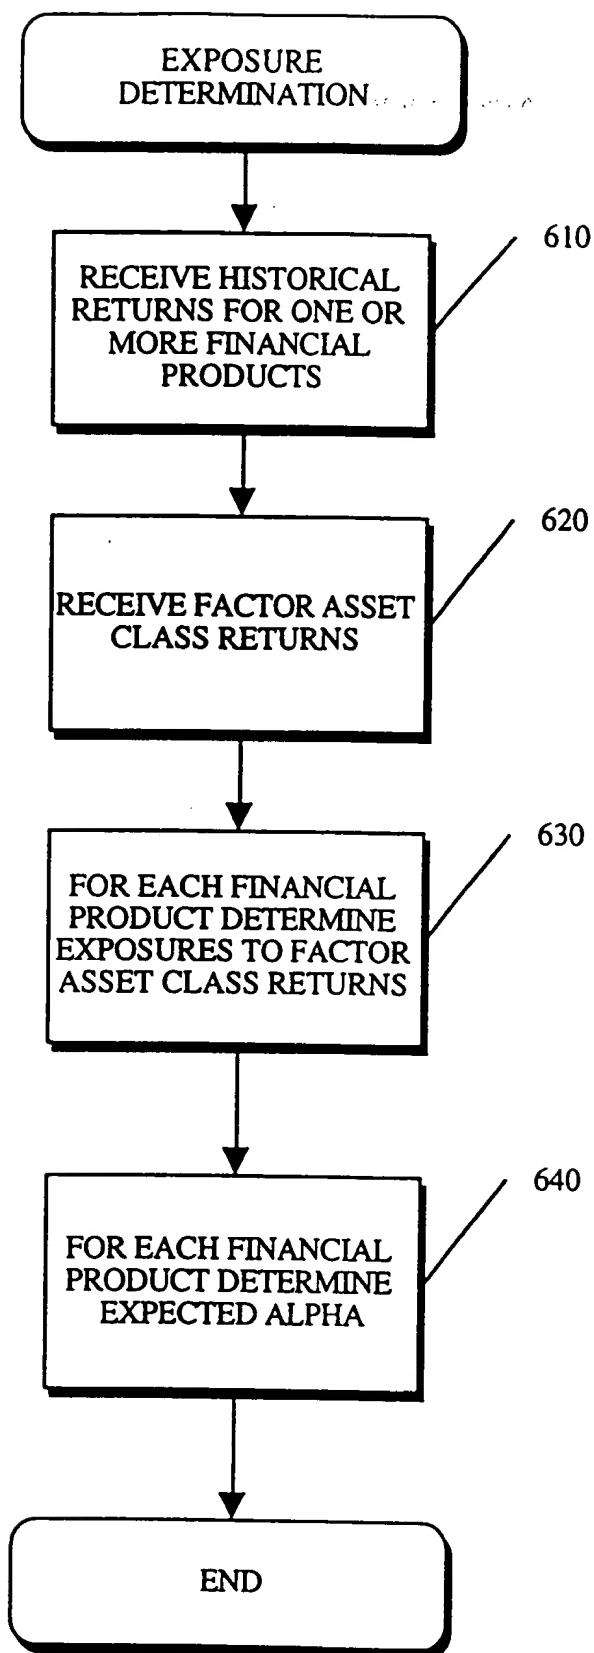 EXPOSURE
DETERMINATION
610
RECEIVE HISTORICAL
RETURNS FOR ONE OR
MORE FINANCIAL
PRODUCTS
620
RECEIVE FACTOR ASSET
CLASS RETURNS
630
FOR EACH FINANCIAL
PRODUCT DETERMINE
EXPOSURES TO FACTOR
ASSET CLASS RETURNS
640
FOR EACH FINANCIAL
PRODUCT DETERMINE
EXPECTED ALPHA
END